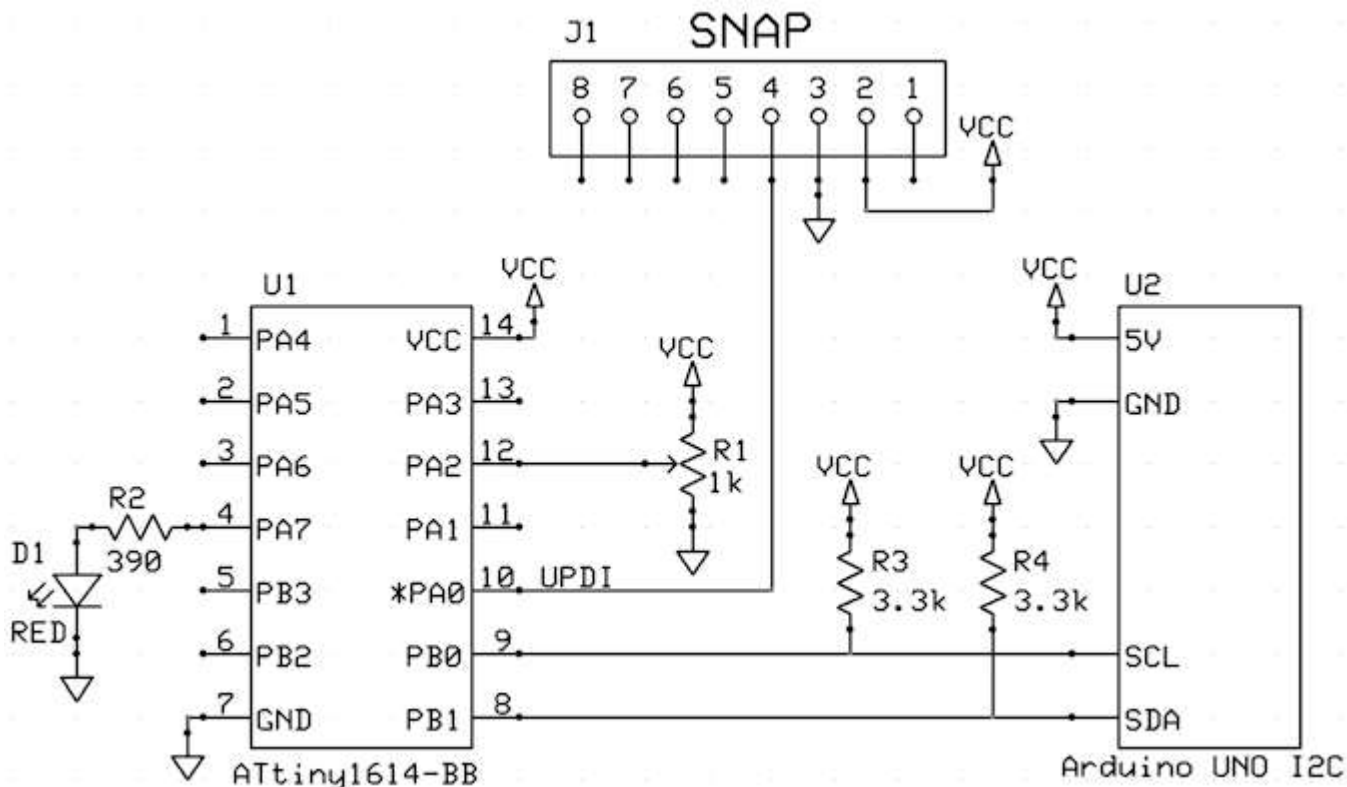 J1 SNAP
8 7 6 5 4 3 2 1
VCC
U1
VCC
VCC
U2
1 PA4 VCC 14
5V
VCC
2 PA5 PA3 13
GND
3 PA6 PA2 12
R1
1k
VCC
VCC
R2
390
4 PA7 PA1 11
D1
RED
5 PB3 *PA0 10 UPDI
R3
3.3k
R4
3.3k
6 PB2 PB0 9
SCL
7 GND PB1 8
SDA
ATtiny1614-BB
Arduino UNO I2C